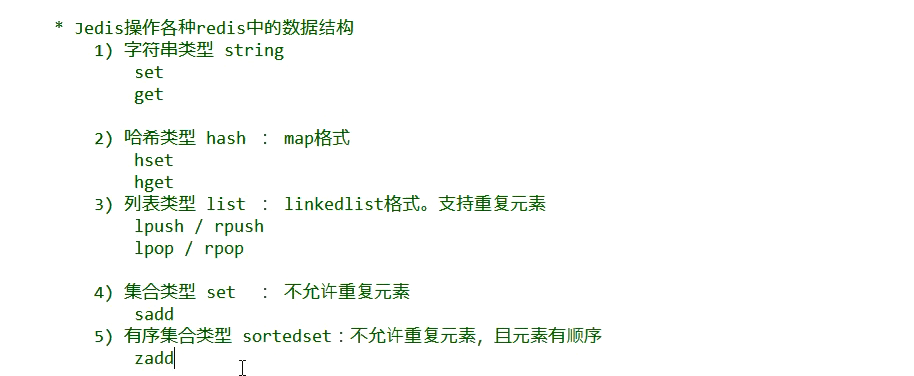 * Jedis操作各种redis中的数据结构
1) 字符串类型 string
set
get
2) 哈希类型 hash ： map格式
hset
hget
3) 列表类型 list ： linkedlist格式。支持重复元素
lpush / rpush
lpop / rpop
4) 集合类型 set ： 不允许重复元素
sadd
5) 有序集合类型 sortedset：不允许重复元素，且元素有顺序
zadd